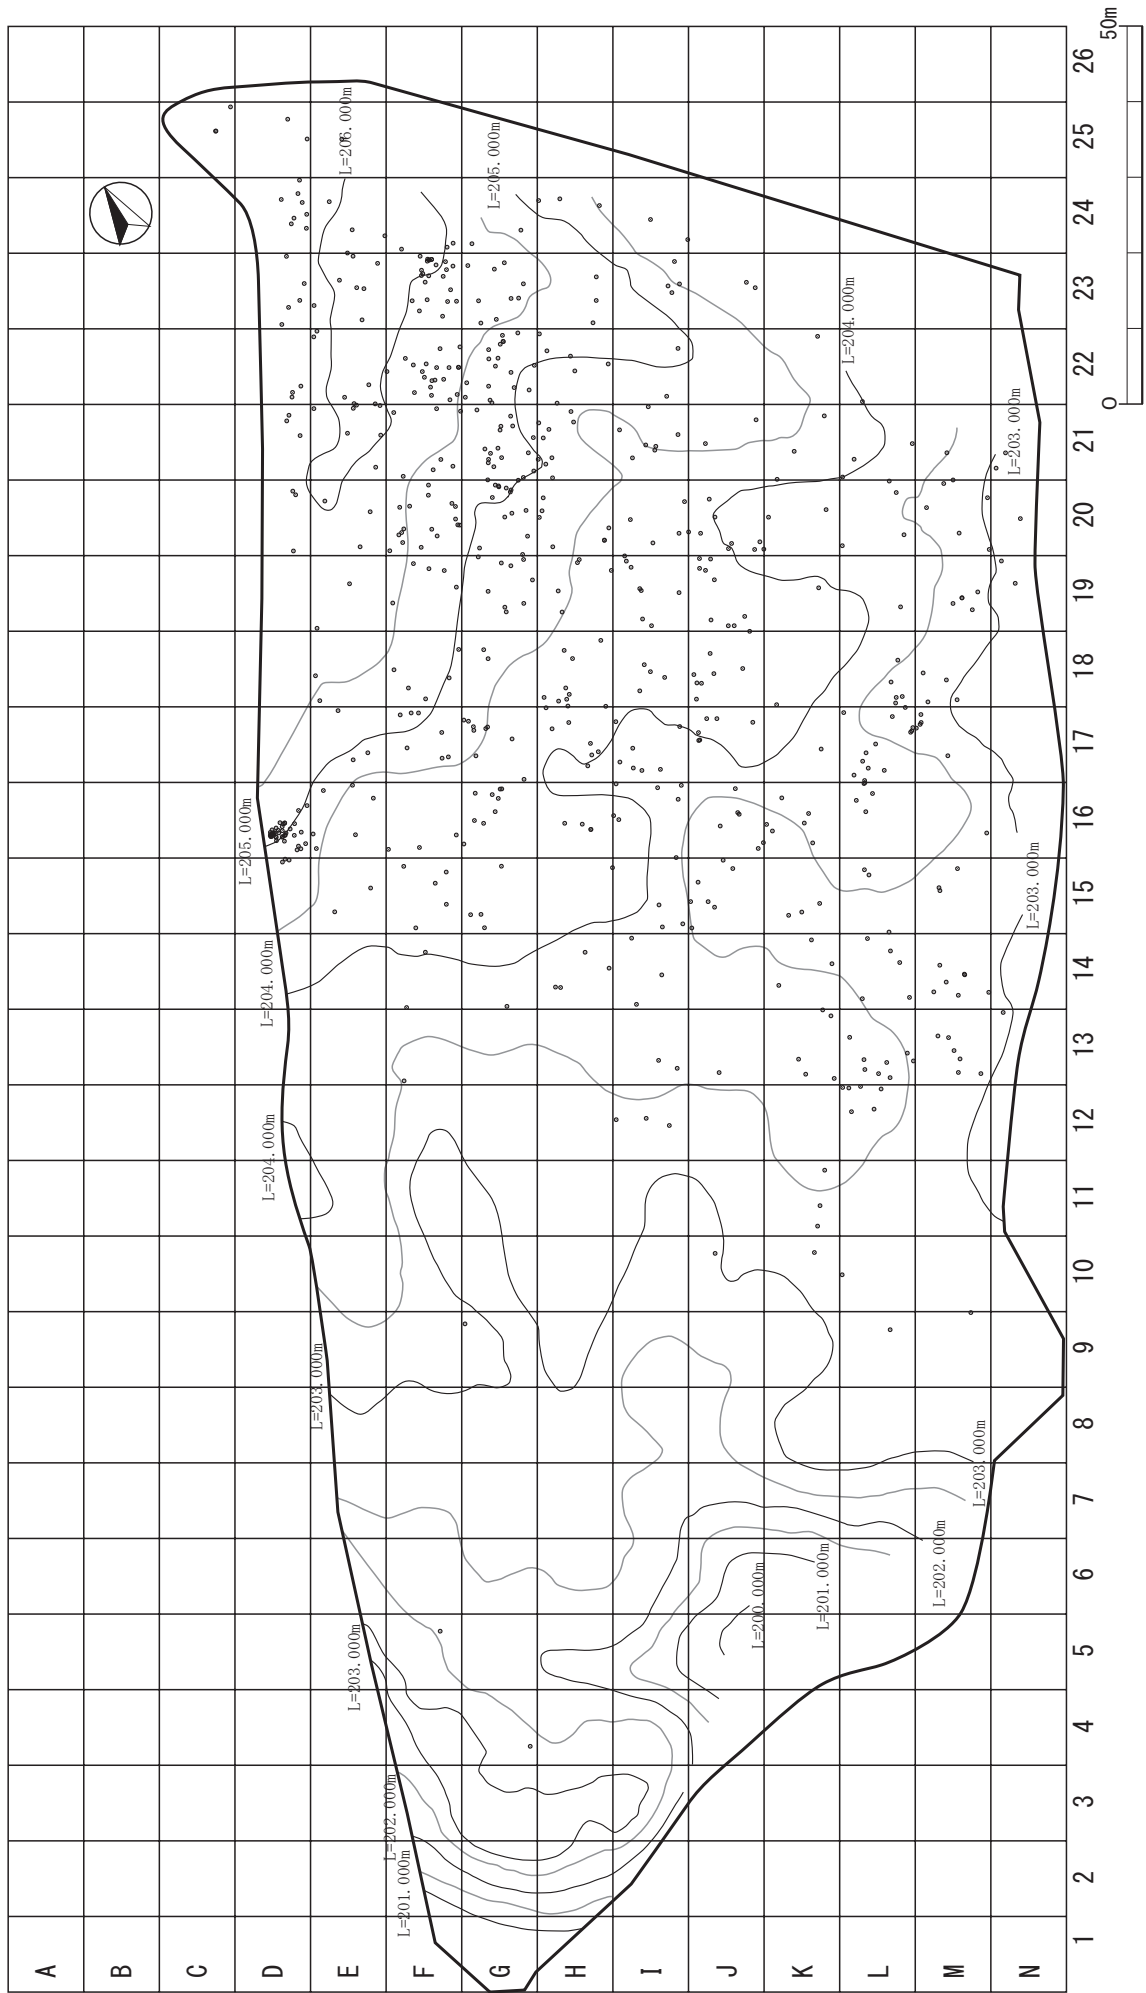 50m
0
26
25
24
23
22
21
20
19
18
17
16
15
14
13
12
11
10
9
8
7
6
5
4
3
2
1
A
B
C
D
E
F
G
H
I
J
K
L
M
N
L=206.000m
L=205.000m
L=204.000m
L=203.000m
L=205.000m
L=203.000m
L=204.000m
L=204.000m
L=203.000m
L=203.000m
L=202.000m
L=201.000m
L=200.000m
L=203.000m
L=202.000m
L=201.000m